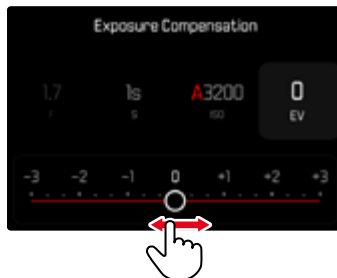 Exposure Compensation
1.7 1s A3200 0
F S ISO EV
-3 -2 -1 0 +1 +2 +3